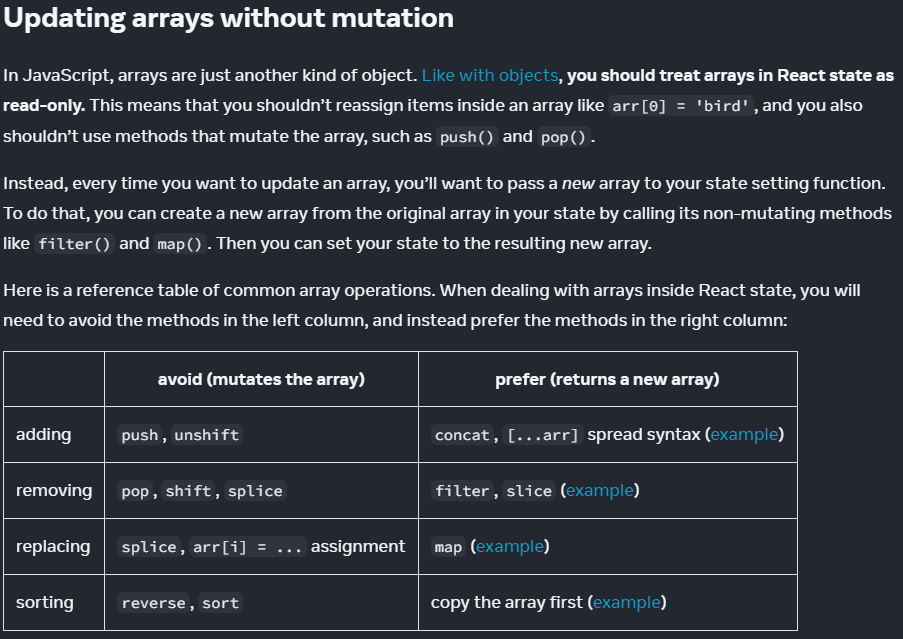 Updating arrays without mutation
In JavaScript, arrays are just another kind of object. Like with objects, you should treat arrays in React state as
read-only. This means that you shouldn’t reassign items inside an array like arr[0] = 'bird', and you also
shouldn’t use methods that mutate the array, such as push() and pop().
Instead, every time you want to update an array, you’ll want to pass a new array to your state setting function.
To do that, you can create a new array from the original array in your state by calling its non-mutating methods
like filter() and map(). Then you can set your state to the resulting new array.
Here is a reference table of common array operations. When dealing with arrays inside React state, you will
need to avoid the methods in the left column, and instead prefer the methods in the right column:
avoid (mutates the array) prefer (returns a new array)
adding push, unshift concat, [...arr] spread syntax (example)
removing pop, shift, splice filter, slice (example)
replacing splice, arr[i] = ... assignment map (example)
sorting reverse, sort copy the array first (example)